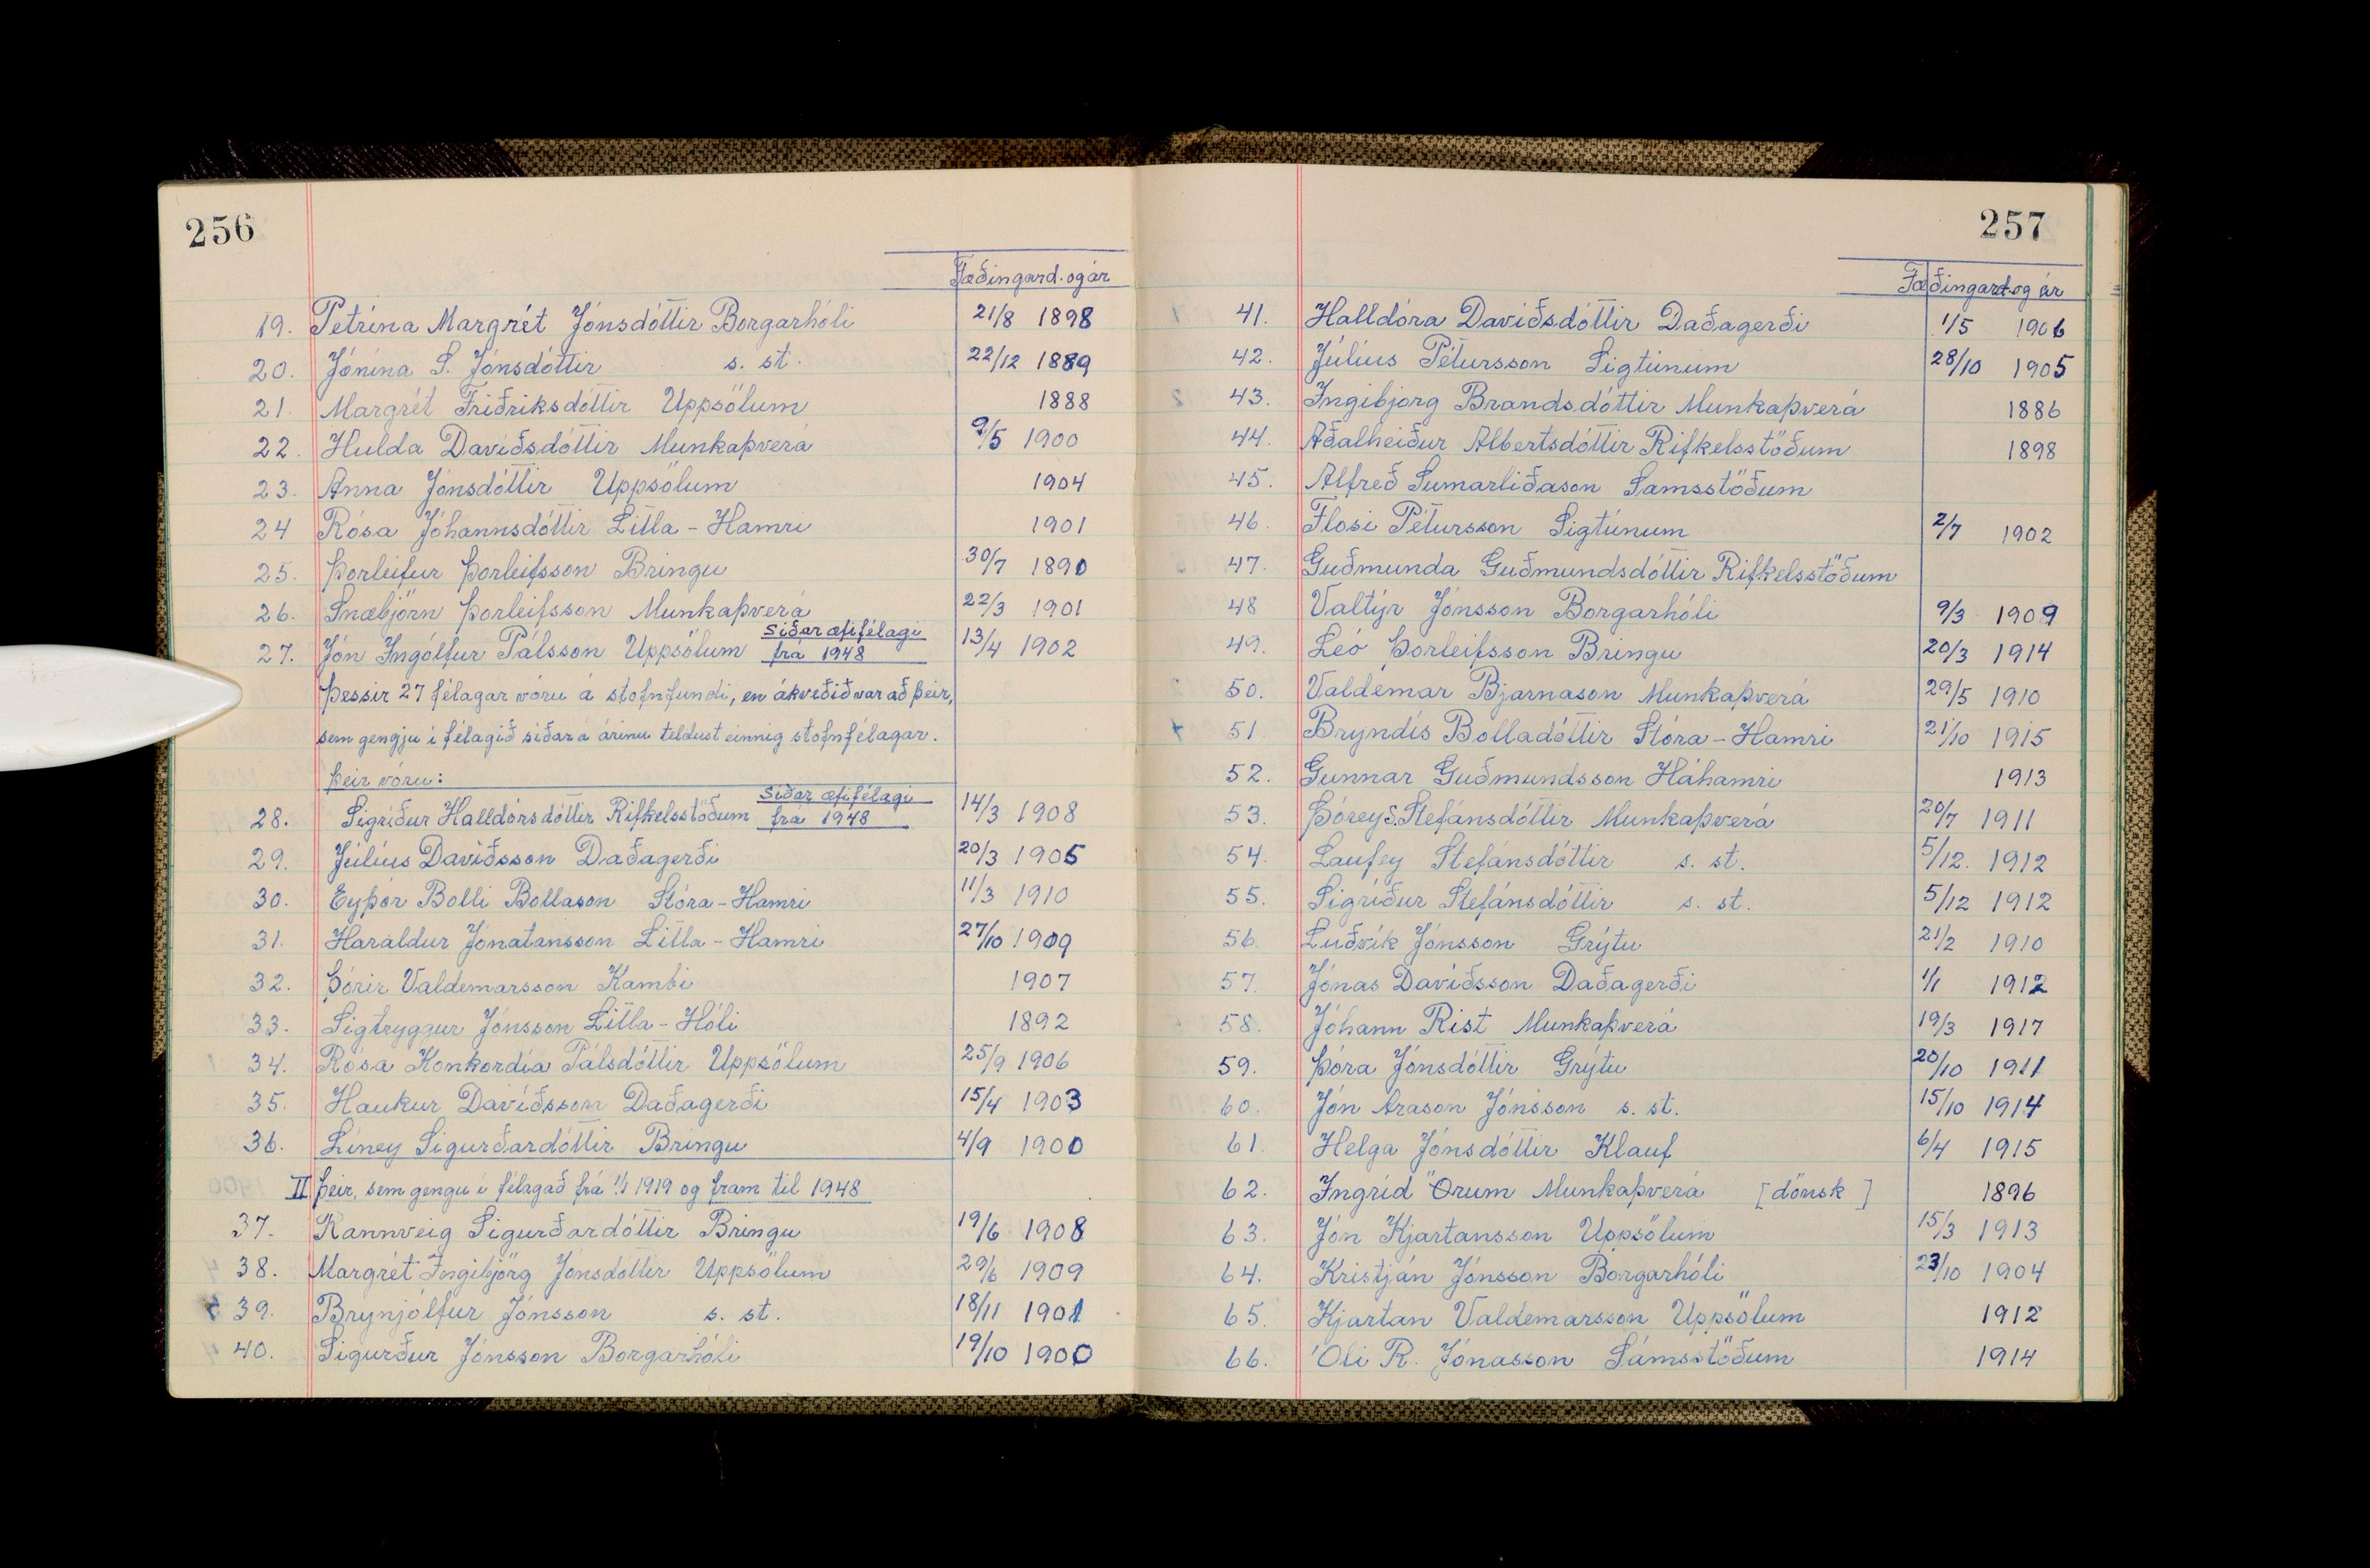 256
Fæðingard. og ár
19. Petrína Margrét Jónsdóttir Borgarhóli 21/8 1898
20. Jónína S. Jónsdóttir s. st. 22/12 1889
21. Margrét Friðriksdóttir Uppsölum 1888
22. Hulda Davíðsdóttir Munkaþverá 9/5 1900
23. Anna Jónsdóttir Uppsölum 1904
24 Rósa Jóhannsdóttir Litla-Hamri 1901
25. Þorleifur Þorleifsson Bringu 30/7 1890
26. Snæbjörn Þorleifsson Munkaþverá 22/3 1901
27. Jón Ingólfur Pálsson Uppsölum síðar æfifélagi frá 1948 13/4 1902
Þessir 27 félagar vóru á stofnfundi, en ákveðið var að þeir,
sem gengju í félagið síðar á árinu teldust einnig stofnfélagar.
Þeir vóru:
28. Sigríður Halldórsdóttir Rifkelsstöðum síðar æfifélagi frá 1948 14/3 1908
29. Júlíus Davíðsson Daðagerði 20/3 1905
30. Eyþór Bolli Bollason Stóra-Hamri 11/3 1910
31. Haraldur Jónatansson Litla-Hamri 27/10 1909
32. Þórir Valdemarsson Kambi 1907
33. Sigtryggur Jónsson Litla-Hóli 1892
34. Rósa Konkordía Pálsdóttir Uppsölum 25/9 1906
35. Haukur Davíðsson Daðagerði 15/4 1903
36. Líney Sigurðardóttir Bringu 4/9 1900
II Þeir, sem gengu í félagað frá 1/1 1919 og fram til 1948
37. Rannveig Sigurðardóttir Bringu 19/6 1908
38. Margrét Ingibjörg Jónsdóttir Uppsölum 29/6 1909
39. Brynjólfur Jónsson s. st. 18/11 1901
40. Sigurður Jónsson Borgarhóli 19/10 1900
257
Fæðingard. og ár
41. Halldóra Davíðsdóttir Daðagerði 1/5 1906
42. Júlíus Pétursson Sigtúnum 28/10 1905
43. Ingibjörg Brandsdóttir Munkaþverá 1886
44. Aðalheiður Albertsdóttir Rifkelsstöðum 1898
45. Alfreð Sumarliðason Samsstöðum
46. Flosi Pétursson Sigtúnum 2/7 1902
47. Guðmunda Guðmundsdóttir Rifkelsstöðum
48 Valtýr Jónsson Borgarhóli 9/3 1909
49. Leó Þorleifsson Bringu 20/3 1914
50. Valdemar Bjarnason Munkaþverá 29/5 1910
51. Bryndís Bolladóttir Stóra-Hamri 21/10 1915
52. Gunnar Guðmundsson Háhamri 1913
53. Þórey S. Stefánsdóttir Munkaþverá 20/7 1911
54. Laufey Stefánsdóttir s. st. 5/12. 1912
55. Sigríður Stefánsdóttir s. st. 5/12 1912
56. Luðvík Jónsson Grýtu 21/2 1910
57. Jónas Davíðsson Daðagerði 1/1 1912
58. Jóhann Rist Munkaþverá 19/3 1917
59. Þóra Jónsdóttir Grýtu 20/10 1911
60. Jón Arason Jónsson s. st. 15/10 1914
61. Helga Jónsdóttir Klauf 6/4 1915
62. Ingrid Örum Munkaþverá [dönsk] 1896
63. Jón Kjartansson Uppsölum 15/3 1913
64. Kristján Jónsson Borgarhóli 23/10 1904
65. Kjartan Valdemarsson Uppsölum 1912
66. Óli R. Jónasson Sámsstöðum 1914